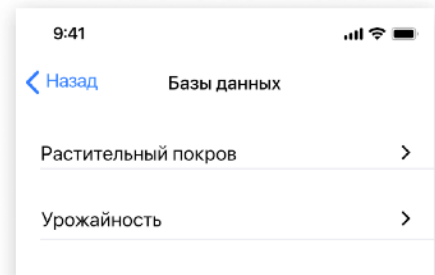 9:41
Назад Базы данных
Растительный покров
Урожайность